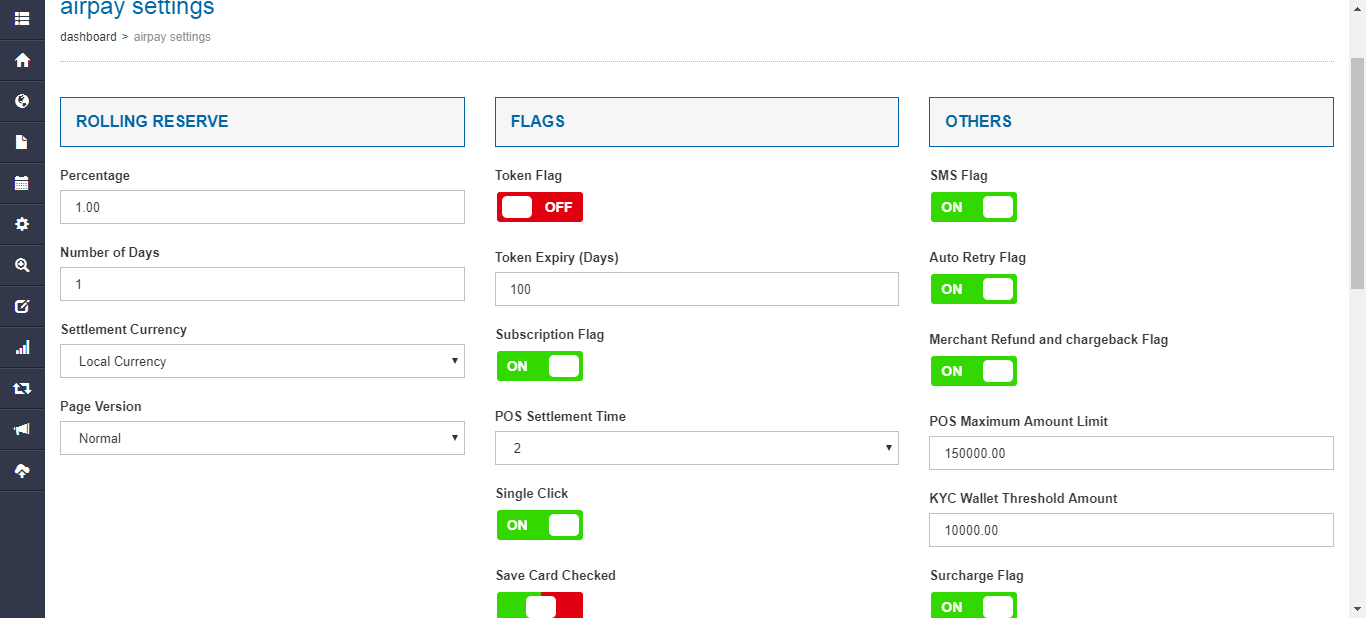 airpay settings
dashboard > airpay settings
ROLLING RESERVE
Percentage
1.00
Number of Days
1
Settlement Currency
Local Currency
Page Version
Normal
FLAGS
Token Flag
OFF
Token Expiry (Days)
100
Subscription Flag
ON
POS Settlement Time
2
Single Click
ON
Save Card Checked
OTHERS
SMS Flag
ON
Auto Retry Flag
ON
Merchant Refund and chargeback Flag
ON
POS Maximum Amount Limit
150000.00
KYC Wallet Threshold Amount
10000.00
Surcharge Flag
ON